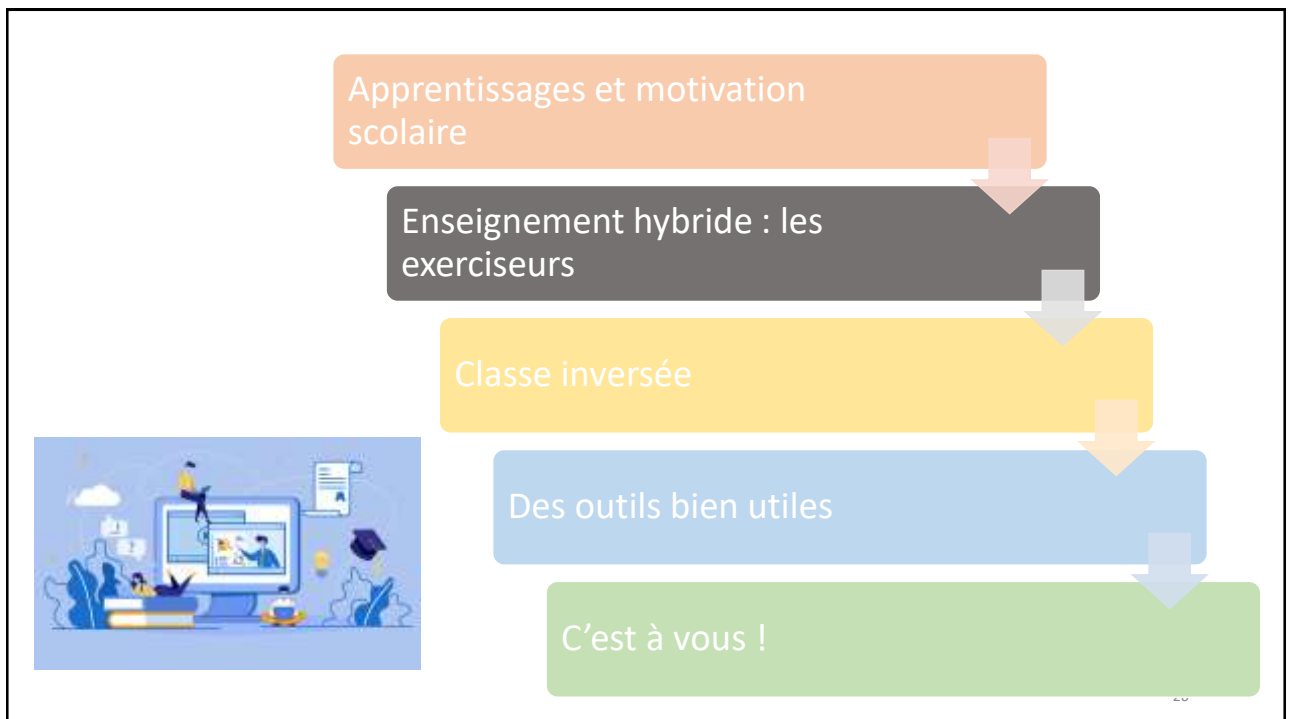 Apprentissages et motivation
scolaire
Enseignement hybride : les
exerciseurs
Classe inversée
Des outils bien utiles
C’est à vous !